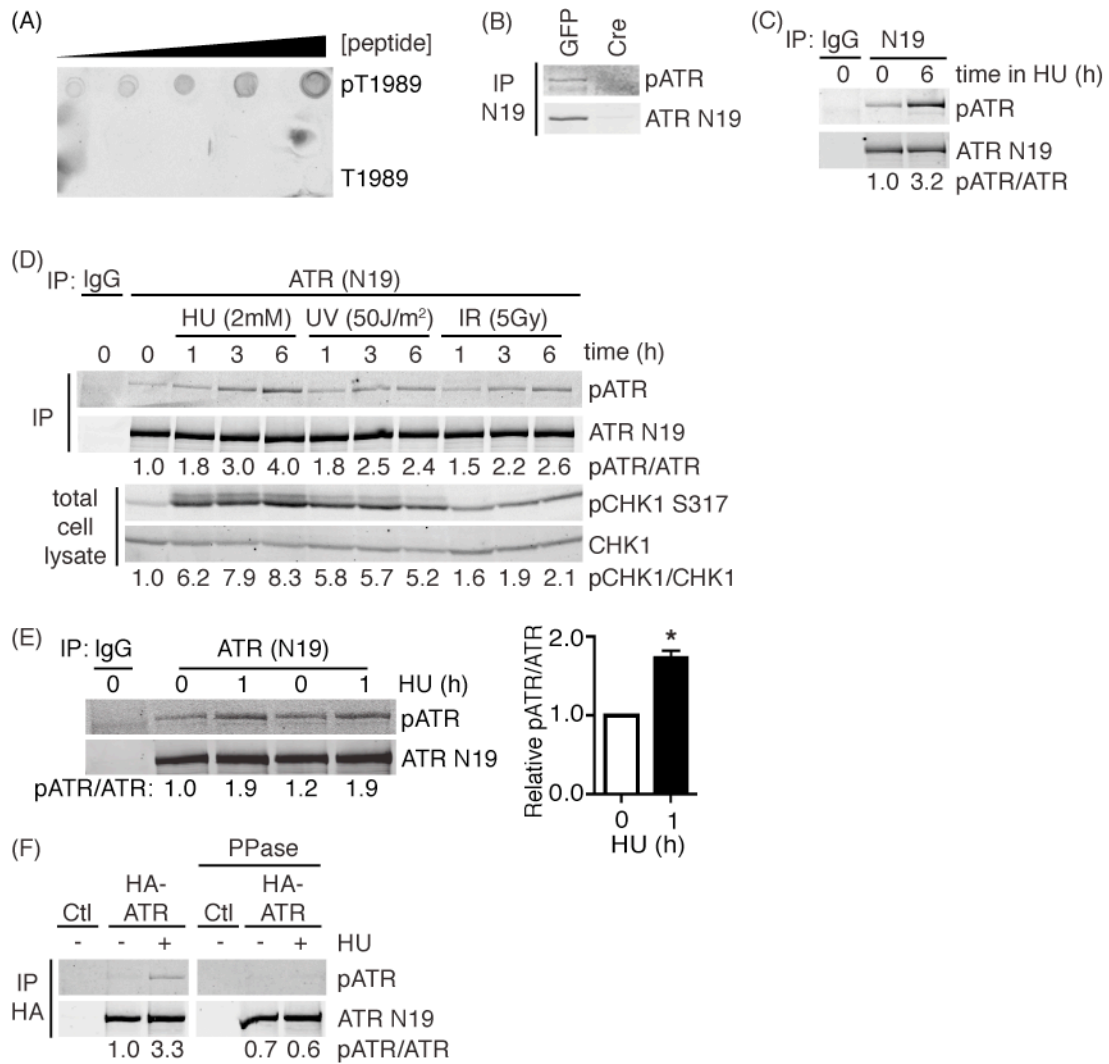 (A)
[peptide]
pT1989
T1989
(B)
GFP Cre
IP N19
pATR
ATR N19
(C)
IP: IgG N19
0 0 6 time in HU (h)
pATR
ATR N19
1.0 3.2 pATR/ATR
(D)
IP: IgG ATR (N19)
HU (2mM) UV (50J/m²) IR (5Gy)
0 0 1 3 6 1 3 6 1 3 6 time (h)
IP
pATR
ATR N19
1.0 1.8 3.0 4.0 1.8 2.5 2.4 1.5 2.2 2.6 pATR/ATR
total cell lysate
pCHK1 S317
CHK1
1.0 6.2 7.9 8.3 5.8 5.7 5.2 1.6 1.9 2.1 pCHK1/CHK1
(E)
IP: IgG ATR (N19)
0 0 1 0 1 HU (h)
pATR
ATR N19
pATR/ATR: 1.0 1.9 1.2 1.9
Relative pATR/ATR
2.0
*
1.0
0.0
0 1
HU (h)
(F)
PPase
HA- HA-
Ctl ATR Ctl ATR
- - + - - + HU
IP HA
pATR
ATR N19
1.0 3.3 0.7 0.6 pATR/ATR